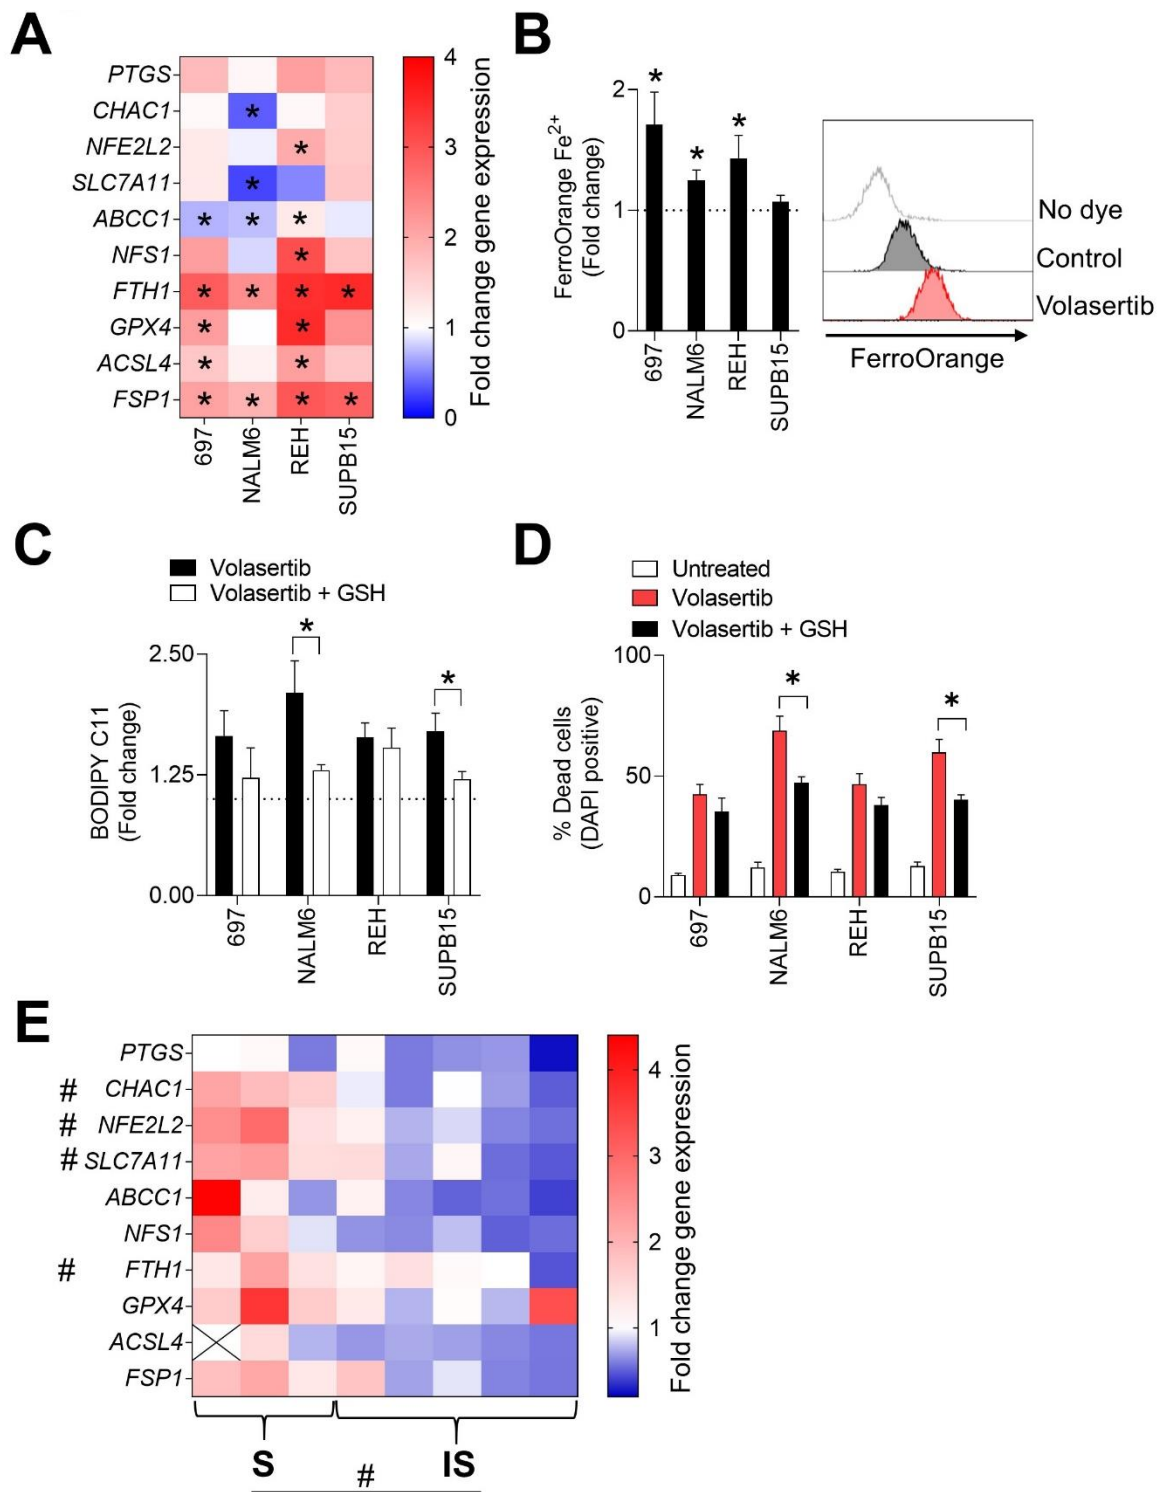 A
PTGS
CHAC1
NFE2L2
SLC7A11
ABCC1
NFS1
FTH1
GPX4
ACSL4
FSP1
697
NALM6
REH
SUPB15
4
3
2
1
0
Fold change gene expression
* * * * * * * * * * * * * * * * * * * *
B
FerroOrange Fe2+
(Fold change)
2
1
0
* * *
697
NALM6
REH
SUPB15
No dye
Control
Volasertib
FerroOrange
C
Volasertib
Volasertib + GSH
BODIPY C11
(Fold change)
2.50
1.25
0.00
* *
697
NALM6
REH
SUPB15
D
Untreated
Volasertib
Volasertib + GSH
% Dead cells
(DAPI positive)
100
50
0
* *
697
NALM6
REH
SUPB15
E
PTGS
# CHAC1
# NFE2L2
# SLC7A11
ABCC1
NFS1
# FTH1
GPX4
ACSL4
FSP1
4
3
2
1
Fold change gene expression
S
IS
#